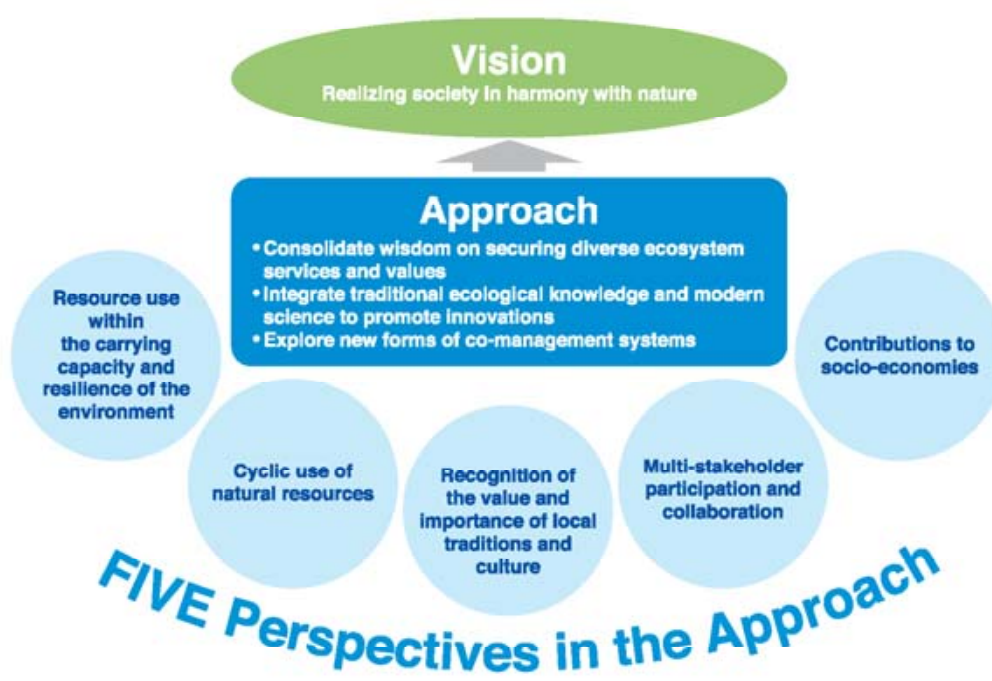 Vision
Realizing society in harmony with nature
Approach
• Consolidate wisdom on securing diverse ecosystem
services and values
• Integrate traditional ecological knowledge and modern
science to promote innovations
• Explore new forms of co-management systems
Resource use
within
the carrying
capacity and
resilience of the
environment
Cyclic use of
natural resources
Recognition of
the value and
importance of local
traditions and
culture
Multi-stakeholder
participation and
collaboration
Contributions to
socio-economies
FIVE Perspectives in the Approach